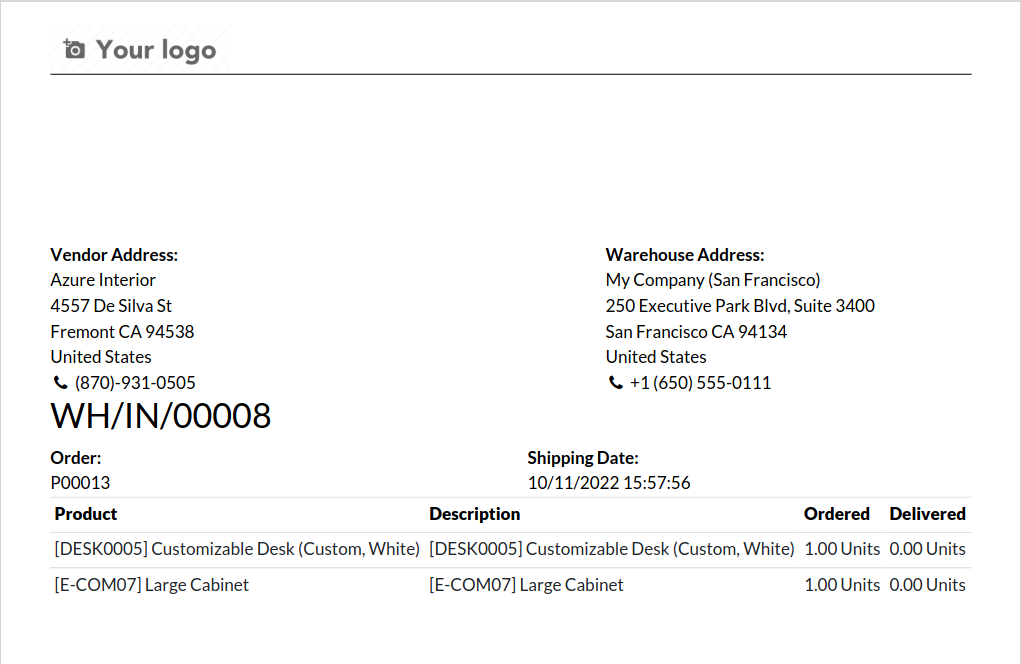 Your logo
Vendor Address:
Azure Interior
4557 De Silva St
Fremont CA 94538
United States
(870)-931-0505
Warehouse Address:
My Company (San Francisco)
250 Executive Park Blvd, Suite 3400
San Francisco CA 94134
United States
+1 (650) 555-0111
WH/IN/00008
Order:
P00013
Shipping Date:
10/11/2022 15:57:56
Product Description Ordered Delivered
[DESK0005] Customizable Desk (Custom, White) [DESK0005] Customizable Desk (Custom, White) 1.00 Units 0.00 Units
[E-COM07] Large Cabinet [E-COM07] Large Cabinet 1.00 Units 0.00 Units